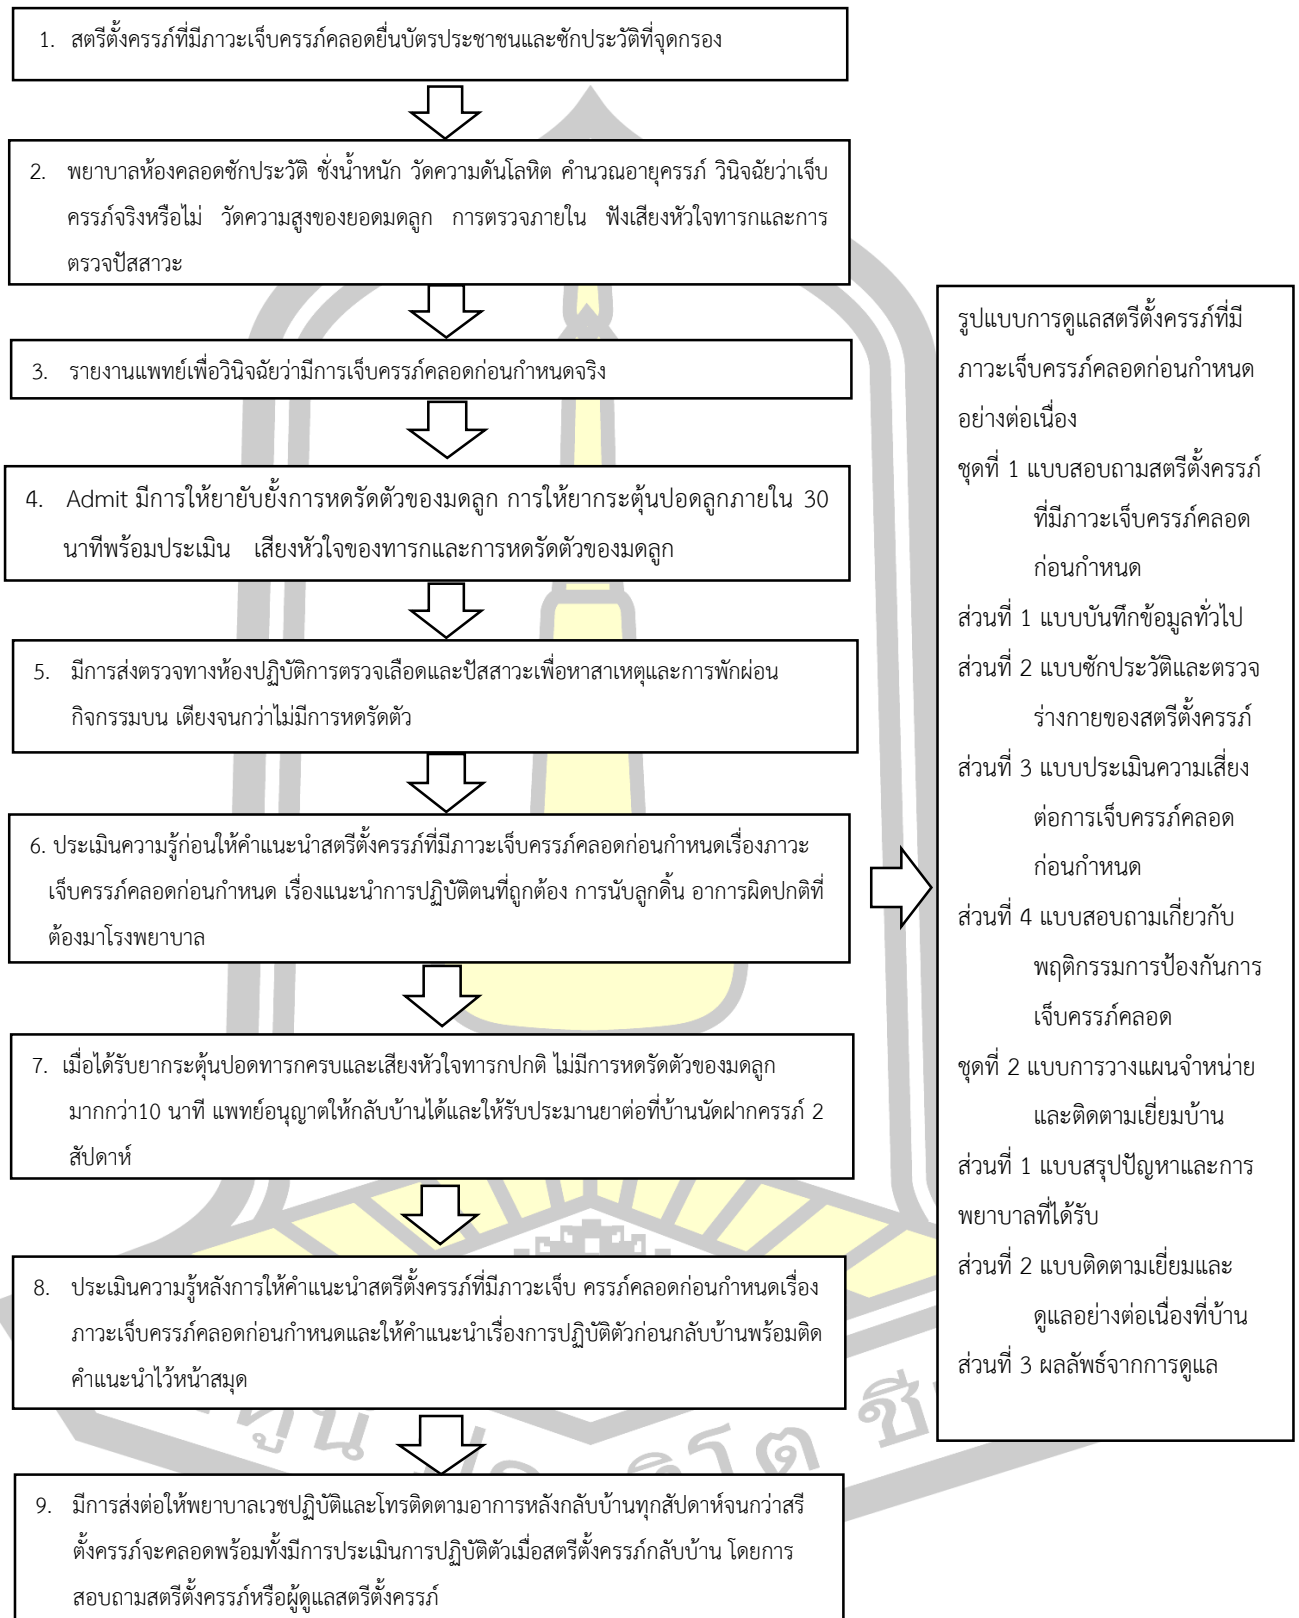 1. สตรีตั้งครรภ์ที่มีภาวะเจ็บครรภ์คลอดยื่นบัตรประชาชนและซักประวัติที่จุดกรอง
2. พยาบาลห้องคลอดซักประวัติ ชั่งน้ำหนัก วัดความดันโลหิต คำนวณอายุครรภ์ วินิจฉัยว่าเจ็บ
ครรภ์จริงหรือไม่ วัดความสูงของยอดมดลูก การตรวจภายใน ฟังเสียงหัวใจทารกและการ
ตรวจปัสสาวะ
3. รายงานแพทย์เพื่อวินิจฉัยว่ามีการเจ็บครรภ์คลอดก่อนกำหนดจริง
4. Admit มีการให้ยายับยั้งการหดรัดตัวของมดลูก การให้ยากระตุ้นปอดลูกภายใน 30
นาทีพร้อมประเมิน เสียงหัวใจของทารกและการหดรัดตัวของมดลูก
5. มีการส่งตรวจทางห้องปฏิบัติการตรวจเลือดและปัสสาวะเพื่อหาสาเหตุและการพักผ่อน
กิจกรรมบน เตียงจนกว่าไม่มีการหดรัดตัว
6. ประเมินความรู้ก่อนให้คำแนะนำสตรีตั้งครรภ์ที่มีภาวะเจ็บครรภ์คลอดก่อนกำหนดเรื่องภาวะ
เจ็บครรภ์คลอดก่อนกำหนด เรื่องแนะนำการปฏิบัติตนที่ถูกต้อง การนับลูกดิ้น อาการผิดปกติที่
ต้องมาโรงพยาบาล
7. เมื่อได้รับยากระตุ้นปอดทารกครบและเสียงหัวใจทารกปกติ ไม่มีการหดรัดตัวของมดลูก
มากกว่า10 นาที แพทย์อนุญาตให้กลับบ้านได้และให้รับประมานยาต่อที่บ้านนัดฝากครรภ์ 2
สัปดาห์
8. ประเมินความรู้หลังการให้คำแนะนำสตรีตั้งครรภ์ที่มีภาวะเจ็บ ครรภ์คลอดก่อนกำหนดเรื่อง
ภาวะเจ็บครรภ์คลอดก่อนกำหนดและให้คำแนะนำเรื่องการปฏิบัติตัวก่อนกลับบ้านพร้อมติด
คำแนะนำไว้หน้าสมุด
9. มีการส่งต่อให้พยาบาลเวชปฏิบัติและโทรติดตามอาการหลังกลับบ้านทุกสัปดาห์จนกว่าสรี
ตั้งครรภ์จะคลอดพร้อมทั้งมีการประเมินการปฏิบัติตัวเมื่อสตรีตั้งครรภ์กลับบ้าน โดยการ
สอบถามสตรีตั้งครรภ์หรือผู้ดูแลสตรีตั้งครรภ์
รูปแบบการดูแลสตรีตั้งครรภ์ที่มี
ภาวะเจ็บครรภ์คลอดก่อนกำหนด
อย่างต่อเนื่อง
ชุดที่ 1 แบบสอบถามสตรีตั้งครรภ์
ที่มีภาวะเจ็บครรภ์คลอด
ก่อนกำหนด
ส่วนที่ 1 แบบบันทึกข้อมูลทั่วไป
ส่วนที่ 2 แบบซักประวัติและตรวจ
ร่างกายของสตรีตั้งครรภ์
ส่วนที่ 3 แบบประเมินความเสี่ยง
ต่อการเจ็บครรภ์คลอด
ก่อนกำหนด
ส่วนที่ 4 แบบสอบถามเกี่ยวกับ
พฤติกรรมการป้องกันการ
เจ็บครรภ์คลอด
ชุดที่ 2 แบบการวางแผนจำหน่าย
และติดตามเยี่ยมบ้าน
ส่วนที่ 1 แบบสรุปปัญหาและการ
พยาบาลที่ได้รับ
ส่วนที่ 2 แบบติดตามเยี่ยมและ
ดูแลอย่างต่อเนื่องที่บ้าน
ส่วนที่ 3 ผลลัพธ์จากการดูแล